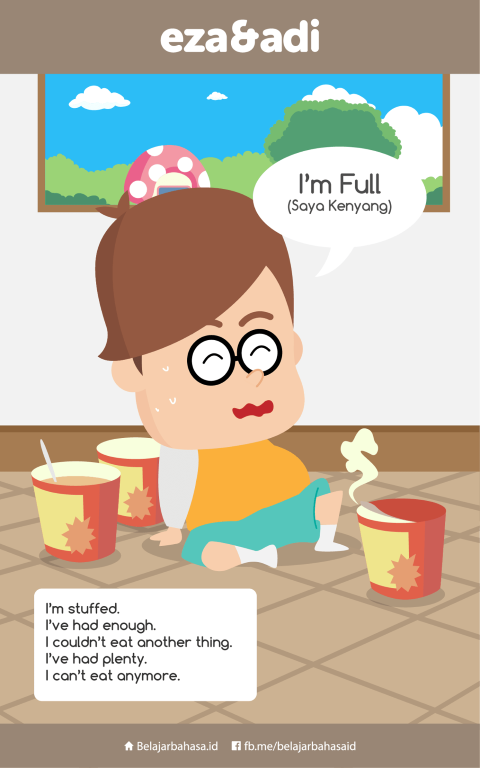 eza&adi
I'm Full
(Saya Kenyang)
I'm stuffed.
I've had enough.
I couldn't eat another thing.
I've had plenty.
I can't eat anymore.
Belajarbahasa.id fb.me/belajarbahasaid